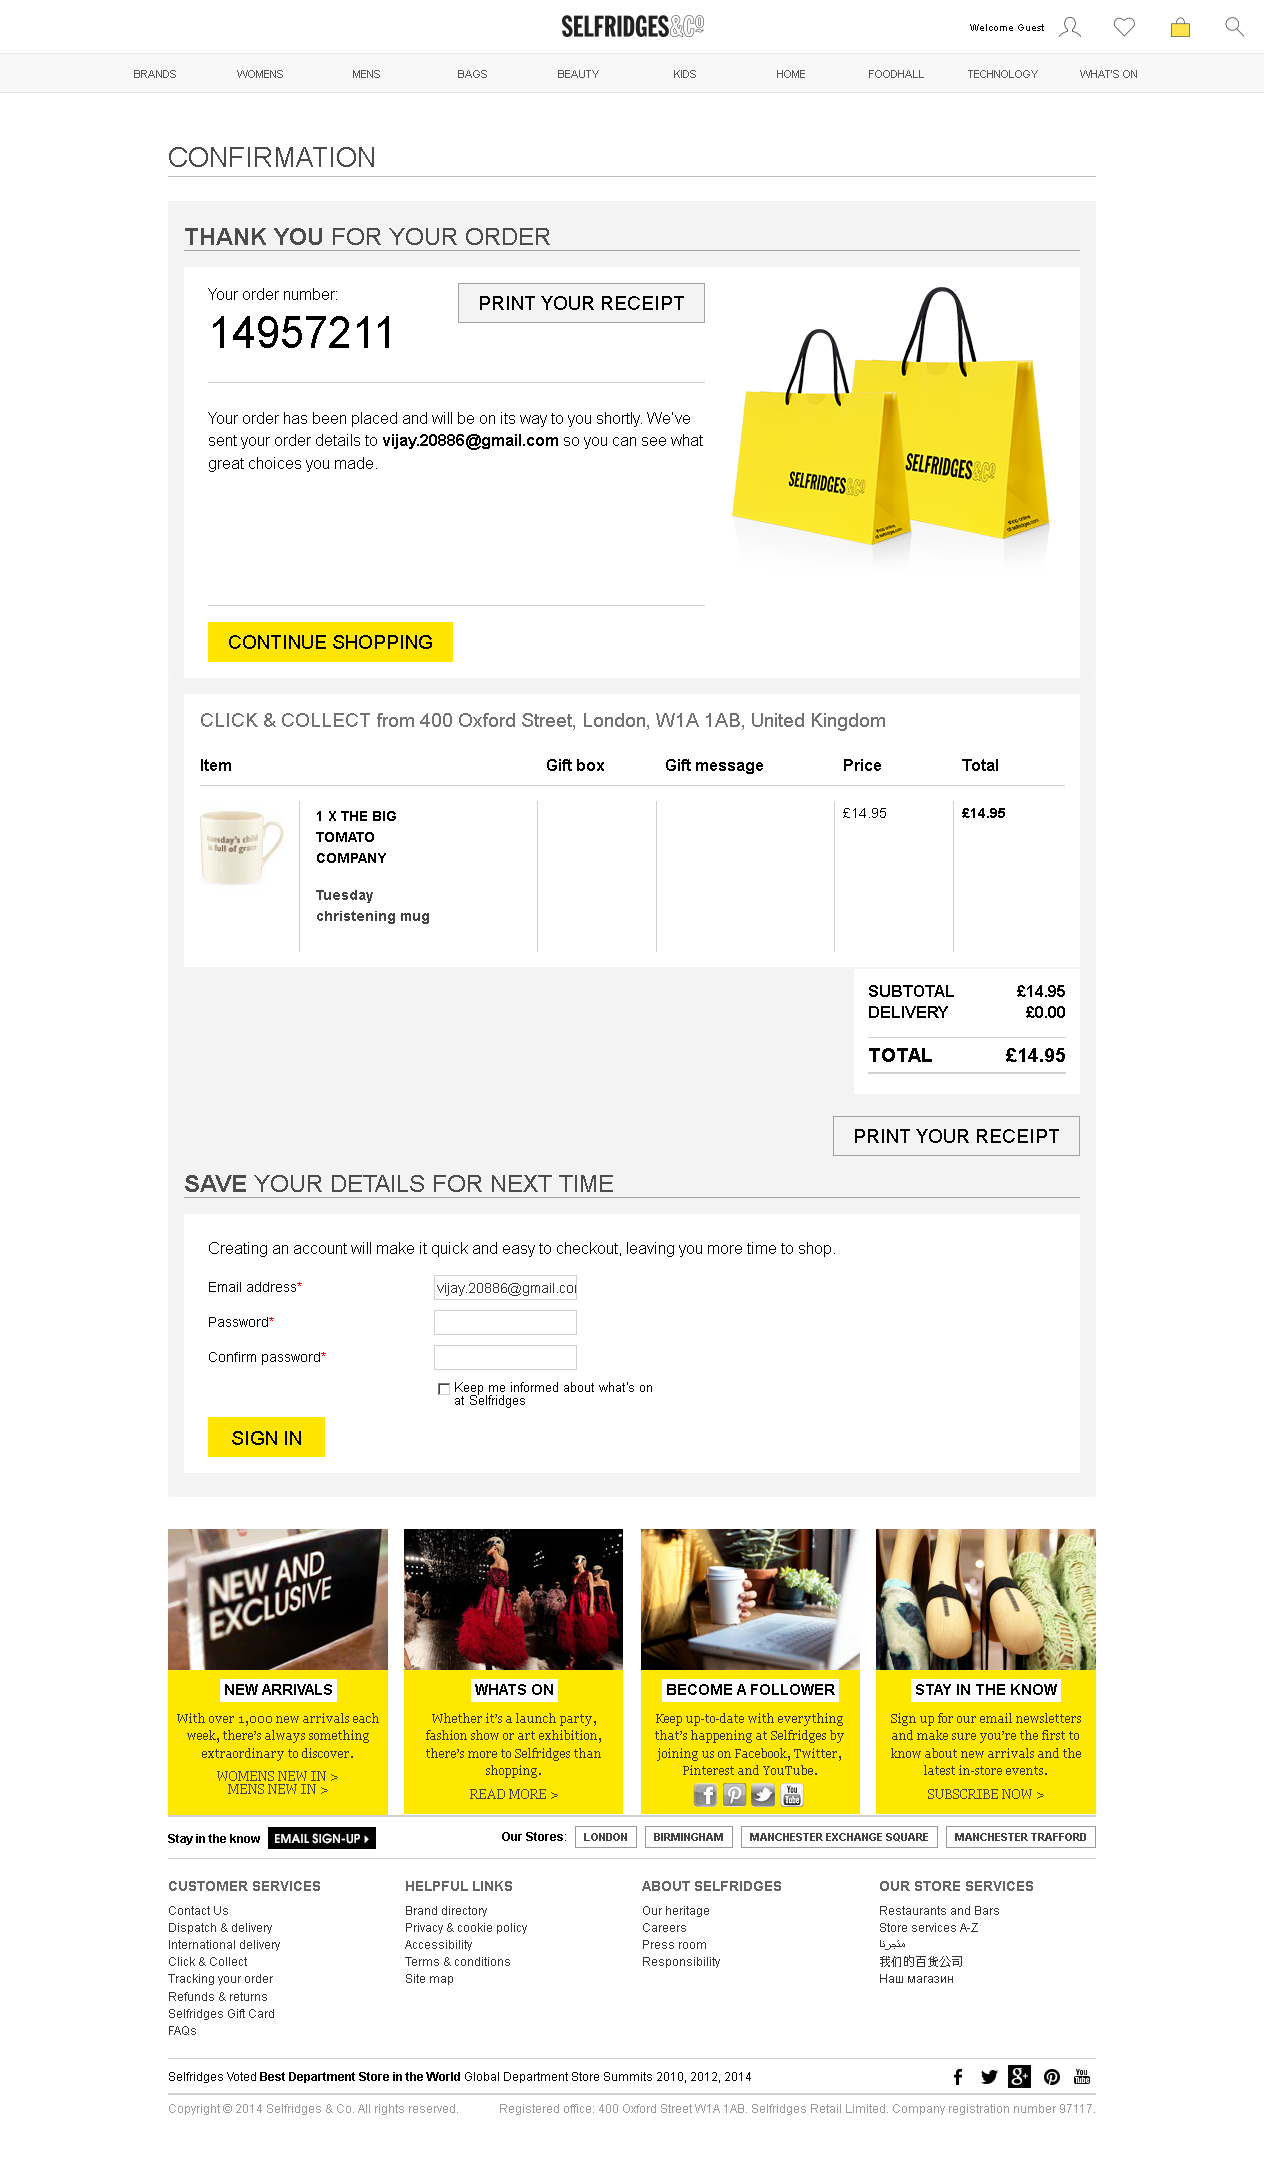 SELFRIDGES&Cº
Welcome Guest
BRANDS WOMENS MENS BAGS BEAUTY KIDS HOME FOODHALL TECHNOLOGY WHAT'S ON
CONFIRMATION
THANK YOU FOR YOUR ORDER
Your order number:
14957211
PRINT YOUR RECEIPT
Your order has been placed and will be on its way to you shortly. We've
sent your order details to vijay.20886@gmail.com so you can see what
great choices you made.
SELFRIDGES&Cº
SELFRIDGES&Cº
CONTINUE SHOPPING
CLICK & COLLECT from 400 Oxford Street, London, W1A 1AB, United Kingdom
Item Gift box Gift message Price Total
tuesday's child
is full of grace
1 X THE BIG
TOMATO
COMPANY
Tuesday
christening mug
£14.95 £14.95
SUBTOTAL £14.95
DELIVERY £0.00
TOTAL £14.95
PRINT YOUR RECEIPT
SAVE YOUR DETAILS FOR NEXT TIME
Creating an account will make it quick and easy to checkout, leaving you more time to shop.
Email address* vijay.20886@gmail.co
Password*
Confirm password*
Keep me informed about what's on
at Selfridges
SIGN IN
NEW AND
EXCLUSIVE
NEW ARRIVALS
With over 1,000 new arrivals each
week, there's always something
extraordinary to discover.
WOMENS NEW IN >
MENS NEW IN >
WHATS ON
Whether it's a launch party,
fashion show or art exhibition,
there's more to Selfridges than
shopping.
READ MORE >
BECOME A FOLLOWER
Keep up-to-date with everything
that's happening at Selfridges by
joining us on Facebook, Twitter,
Pinterest and YouTube.
You Tube
STAY IN THE KNOW
Sign up for our email newsletters
and make sure you're the first to
know about new arrivals and the
latest in-store events.
SUBSCRIBE NOW >
Stay in the know EMAIL SIGN-UP
Our Stores: LONDON BIRMINGHAM MANCHESTER EXCHANGE SQUARE MANCHESTER TRAFFORD
CUSTOMER SERVICES
Contact Us
Dispatch & delivery
International delivery
Click & Collect
Tracking your order
Refunds & returns
Selfridges Gift Card
FAQs
HELPFUL LINKS
Brand directory
Privacy & cookie policy
Accessibility
Terms & conditions
Site map
ABOUT SELFRIDGES
Our heritage
Careers
Press room
Responsibility
OUR STORE SERVICES
Restaurants and Bars
Store services A-Z
متجرنا
我们的百货公司
Наш магазин
Selfridges Voted Best Department Store in the World Global Department Store Summits 2010, 2012, 2014
You Tube
Copyright © 2014 Selfridges & Co. All rights reserved.
Registered office: 400 Oxford Street W1A 1AB. Selfridges Retail Limited. Company registration number 97117.